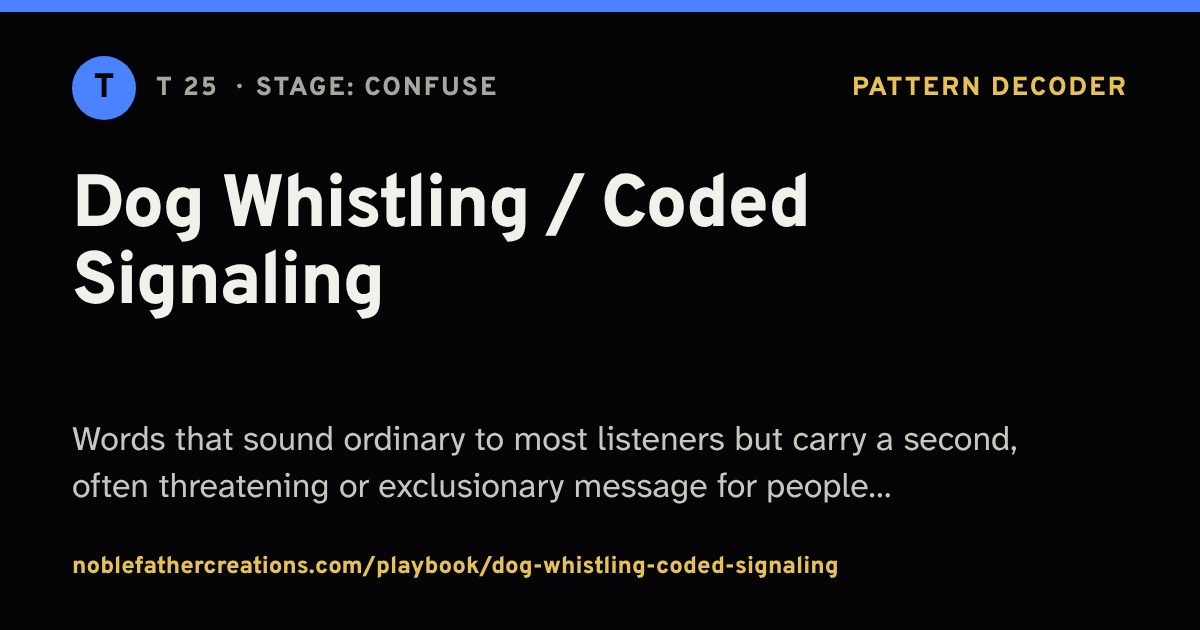 T
T 25 · STAGE: CONFUSE
PATTERN DECODER
Dog Whistling / Coded
Signaling
Words that sound ordinary to most listeners but carry a second,
often threatening or exclusionary message for people…
noblefathercreations.com/playbook/dog-whistling-coded-signaling